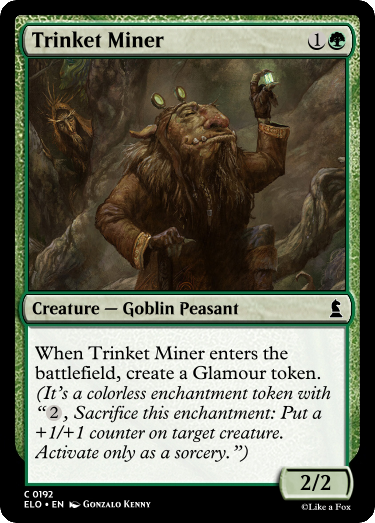 Trinket Miner 1
Creature — Goblin Peasant
When Trinket Miner enters the
battlefield, create a Glamour token.
(It's a colorless enchantment token with
“2, Sacrifice this enchantment: Put a
+1/+1 counter on target creature.
Activate only as a sorcery.”)
2/2
C 0192
ELO • EN Gonzalo Kenny
©Like a Fox